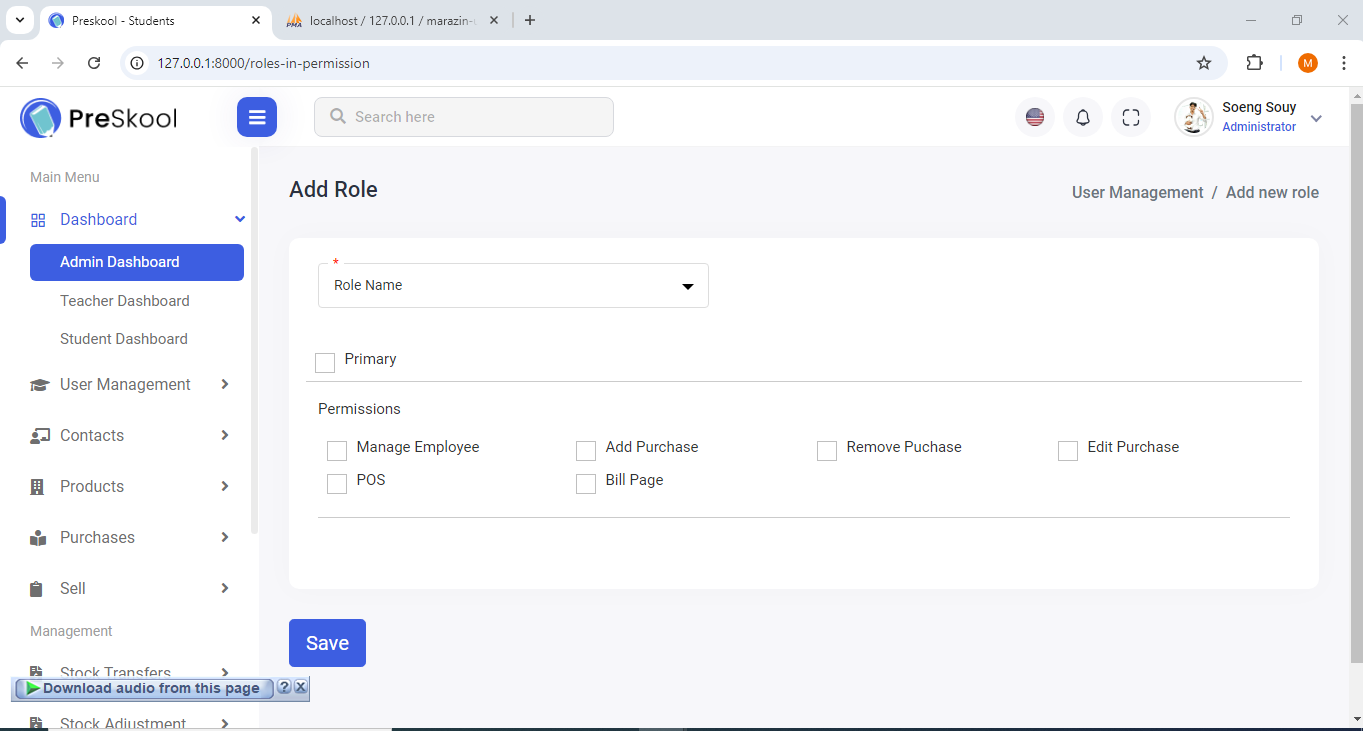 Preskool - Students
PMA
localhost / 127.0.0.1 / marazin-u
127.0.0.1:8000/roles-in-permission
M
PreSkool
Search here
Soeng Souy
Administrator
Main Menu
Add Role
User Management / Add new role
Dashboard
Admin Dashboard
Teacher Dashboard
Student Dashboard
User Management
Contacts
Products
Purchases
Sell
Management
Stock Transfers
Download audio from this page
?
Stock Adjustment
*
Role Name
Primary
Permissions
Manage Employee Add Purchase Remove Puchase Edit Purchase
POS Bill Page
Save